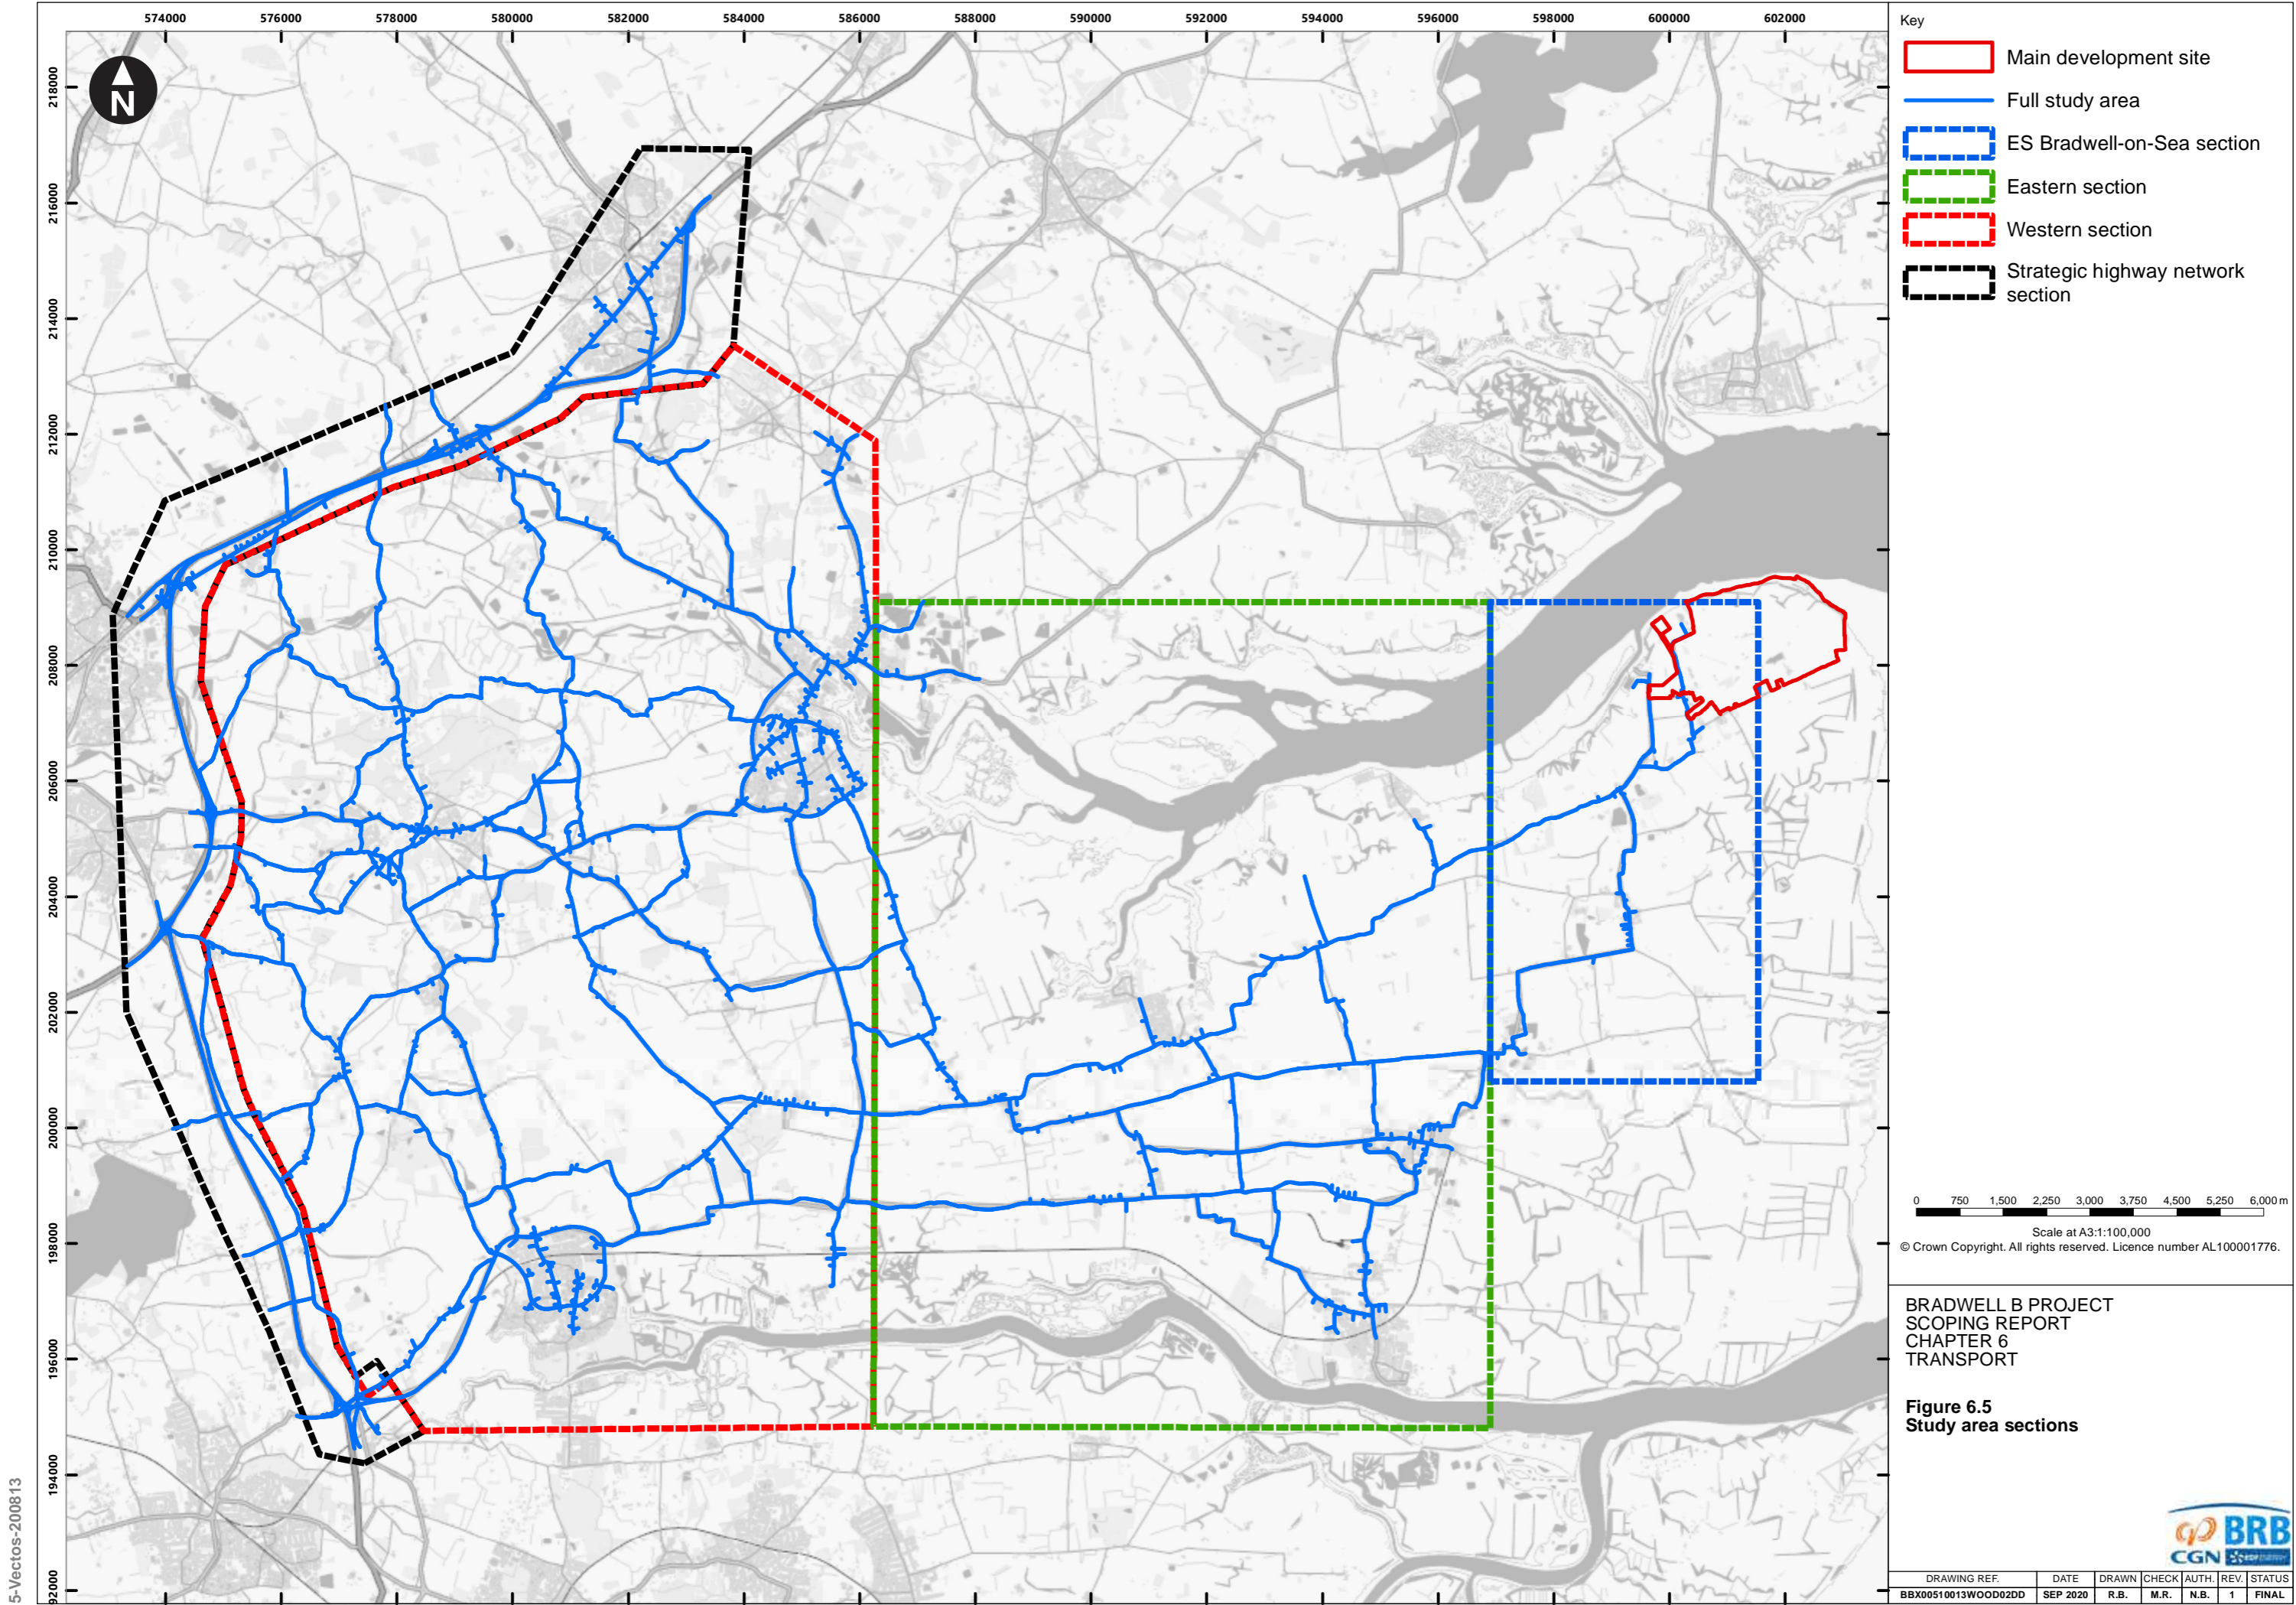 574000 576000 578000 580000 582000 584000 586000 588000 590000 592000 594000 596000 598000 600000 602000
218000
216000
214000
212000
210000
208000
206000
204000
202000
200000
198000
196000
194000
92000
N
5-Vectos-200813
Key
Main development site
Full study area
ES Bradwell-on-Sea section
Eastern section
Western section
Strategic highway network
section
0 750 1,500 2,250 3,000 3,750 4,500 5,250 6,000 m
Scale at A3:1:100,000
© Crown Copyright. All rights reserved. Licence number AL100001776.
BRADWELL B PROJECT
SCOPING REPORT
CHAPTER 6
TRANSPORT
Figure 6.5
Study area sections
BRB
CGN eDF ENERGY
DRAWING REF. DATE DRAWN CHECK AUTH. REV. STATUS
BBX00510013WOOD02DD SEP 2020 R.B. M.R. N.B. 1 FINAL